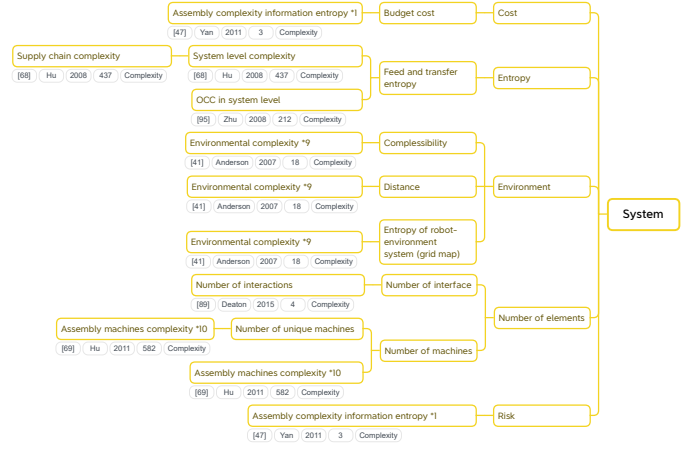 Assembly complexity information entropy *1
Budget cost
Cost
[47] Yan 2011 3 Complexity
Supply chain complexity
System level complexity
[68] Hu 2008 437 Complexity
[68] Hu 2008 437 Complexity
Feed and transfer
entropy
Entropy
OCC in system level
[95] Zhu 2008 212 Complexity
Environmental complexity *9
Complessibility
[41] Anderson 2007 18 Complexity
Environmental complexity *9
Distance
Environment
[41] Anderson 2007 18 Complexity
System
Environmental complexity *9
Entropy of robot-
environment
system (grid map)
[41] Anderson 2007 18 Complexity
Number of interactions
Number of interface
[89] Deaton 2015 4 Complexity
Number of elements
Assembly machines complexity *10
Number of unique machines
[69] Hu 2011 582 Complexity
Number of machines
Assembly machines complexity *10
[69] Hu 2011 582 Complexity
Assembly complexity information entropy *1
Risk
[47] Yan 2011 3 Complexity